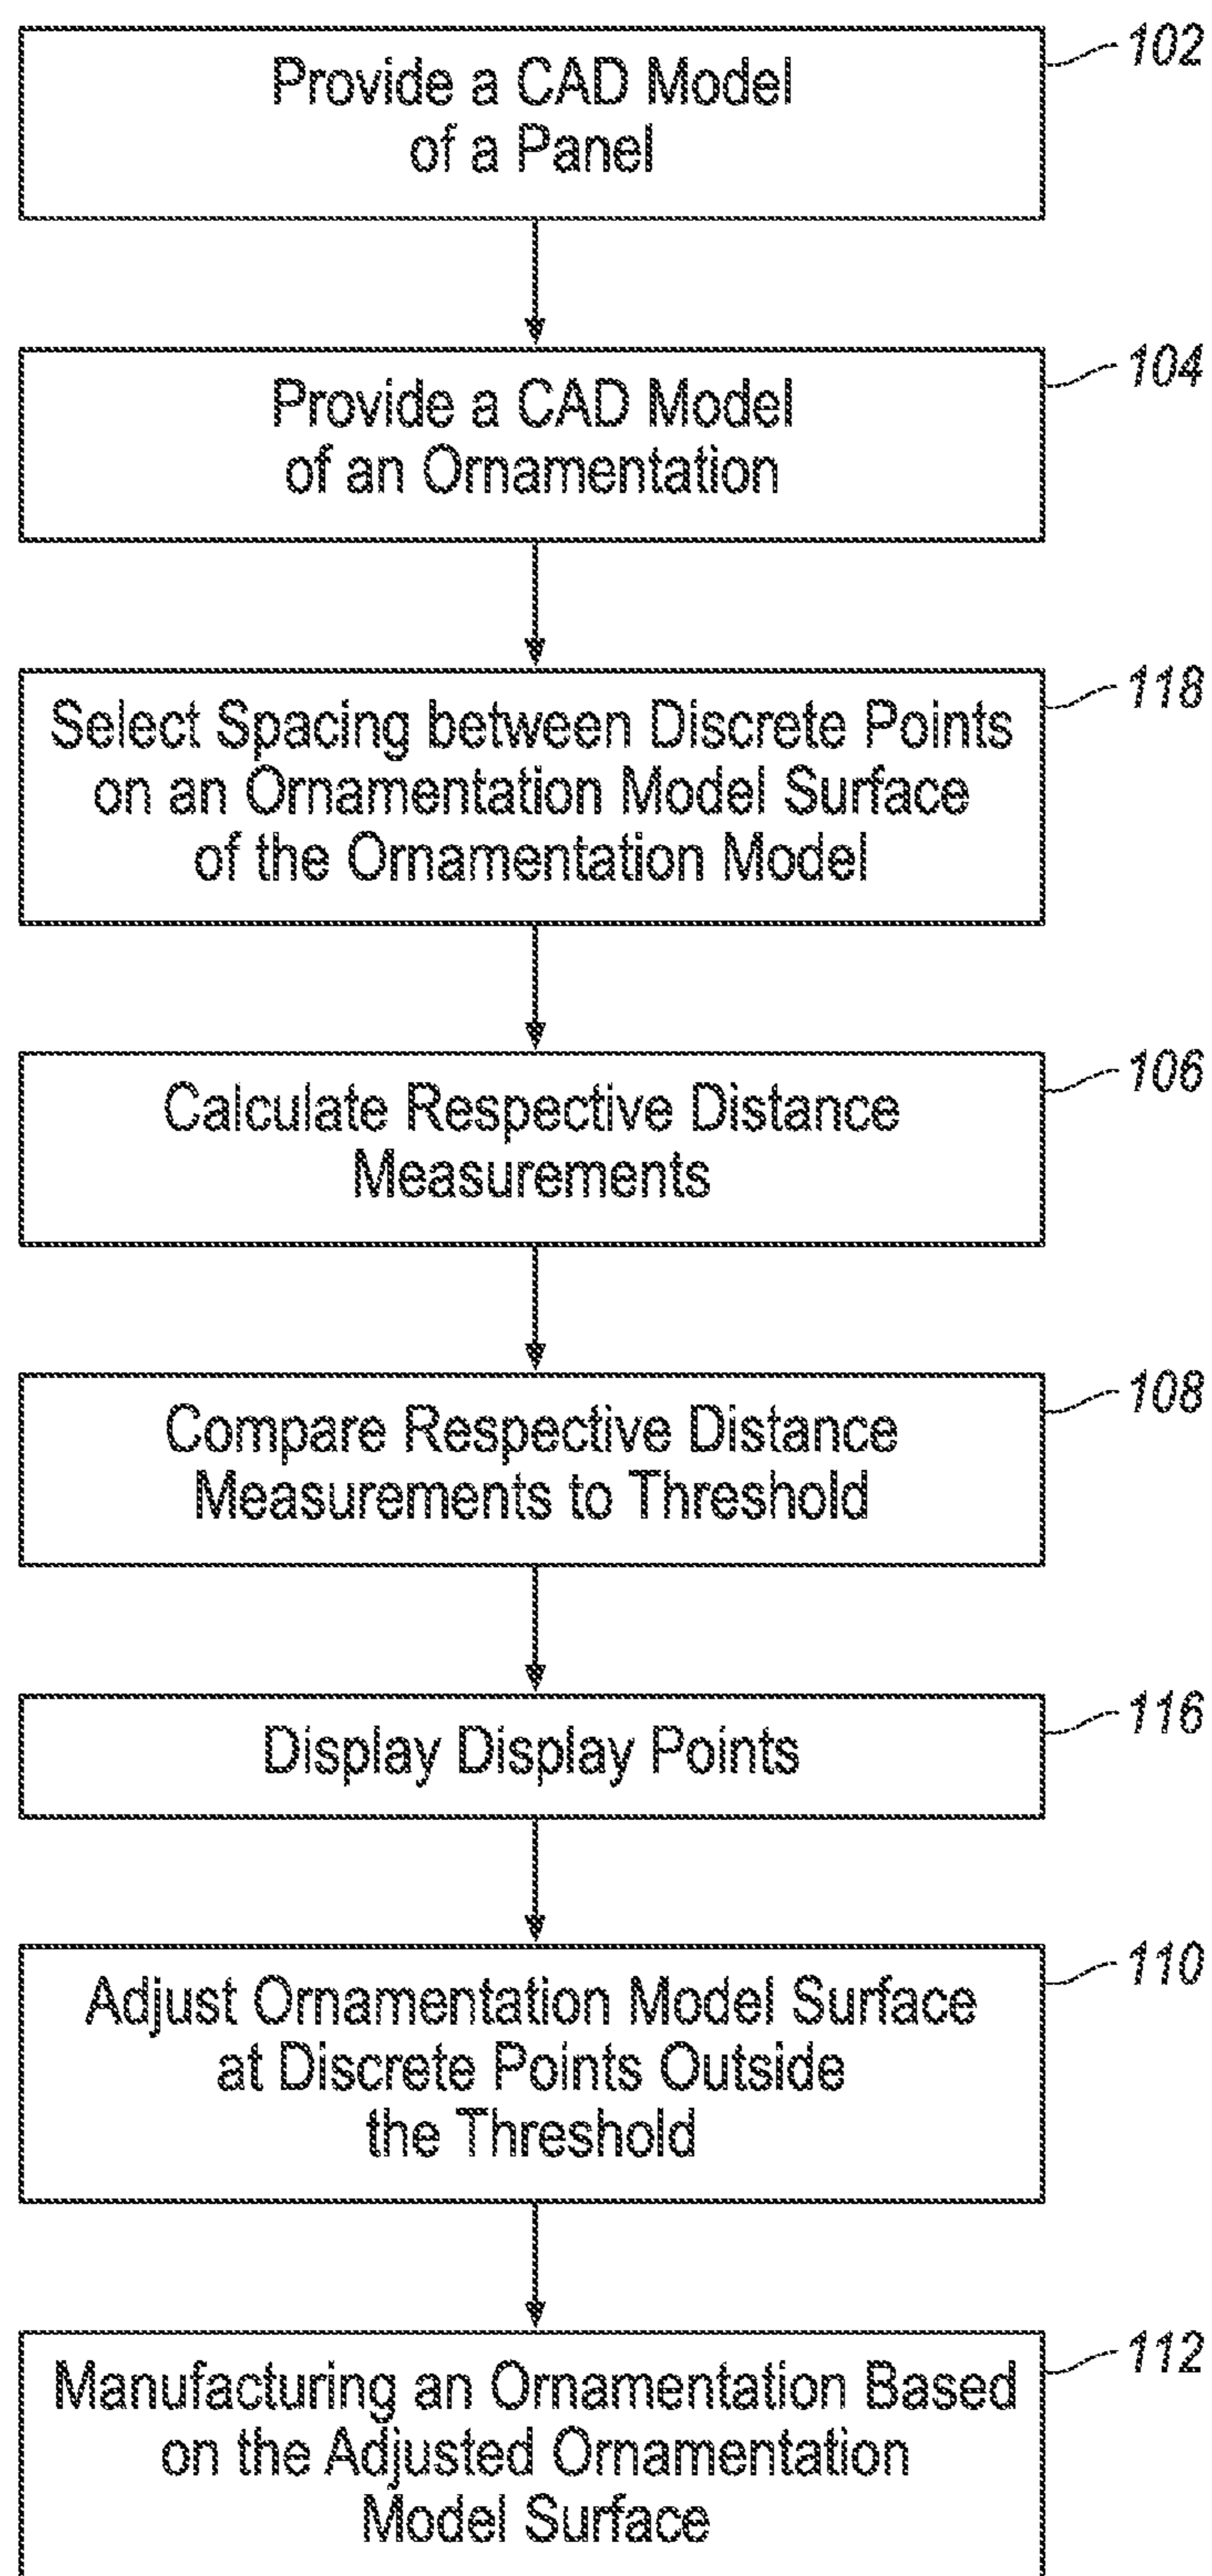 102
Provide a CAD Model
of a Panel
104
Provide a CAD Model
of an Ornamentation
118
Select Spacing between Discrete Points
on an Ornamentation Model Surface
of the Ornamentation Model
106
Calculate Respective Distance
Measurements
108
Compare Respective Distance
Measurements to Threshold
116
Display Display Points
110
Adjust Ornamentation Model Surface
at Discrete Points Outside
the Threshold
112
Manufacturing an Ornamentation Based
on the Adjusted Ornamentation
Model Surface